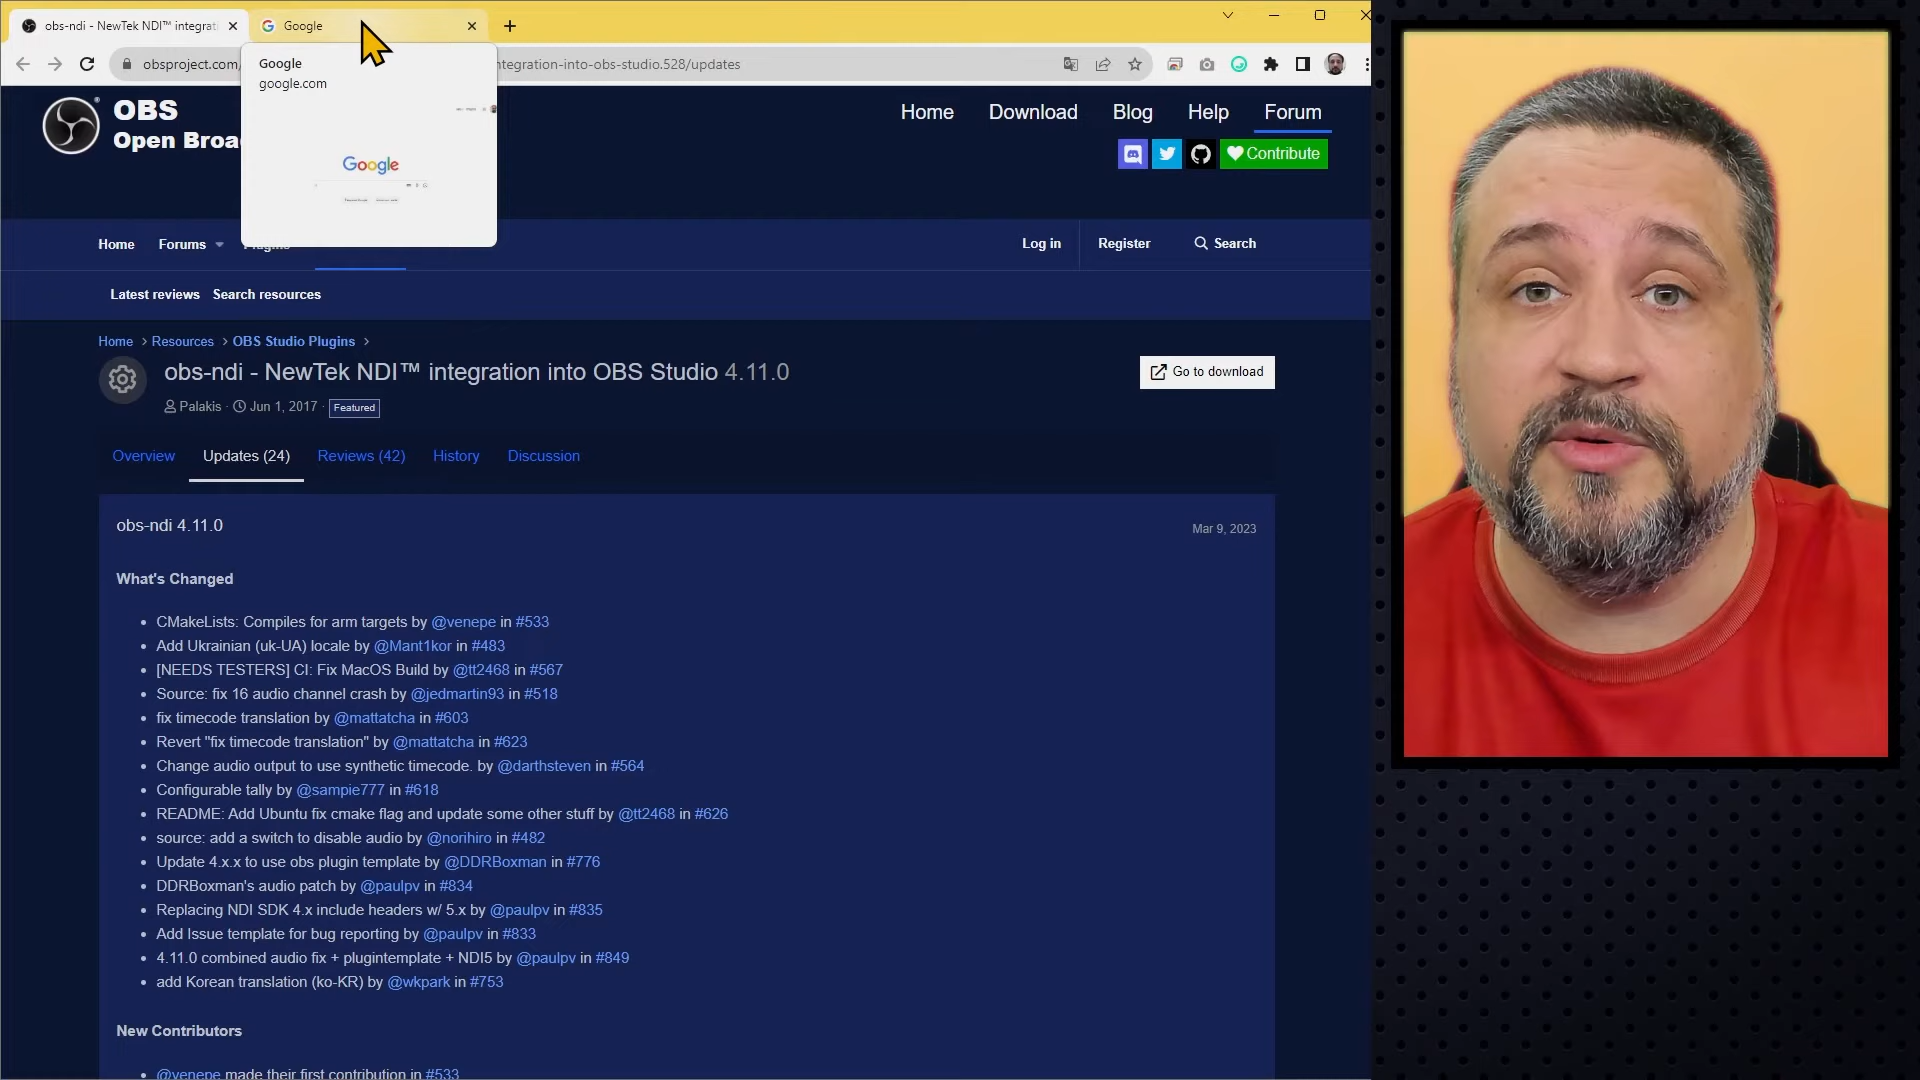 obs-ndi - NewTek NDI™ integrati
Google
obsproject.com/
ntegration-into-obs-studio.528/updates
Google
google.com
Google
OBS
Open Broa
Home Download Blog Help Forum
Contribute
Home Forums Plugins
Log in Register Search
Latest reviews Search resources
Home > Resources > OBS Studio Plugins >
obs-ndi - NewTek NDI™ integration into OBS Studio 4.11.0
Go to download
Palakis · Jun 1, 2017 · Featured
Overview Updates (24) Reviews (42) History Discussion
obs-ndi 4.11.0
Mar 9, 2023
What's Changed
• CMakeLists: Compiles for arm targets by @venepe in #533
• Add Ukrainian (uk-UA) locale by @Mant1kor in #483
• [NEEDS TESTERS] CI: Fix MacOS Build by @tt2468 in #567
• Source: fix 16 audio channel crash by @jedmartin93 in #518
• fix timecode translation by @mattatcha in #603
• Revert "fix timecode translation" by @mattatcha in #623
• Change audio output to use synthetic timecode. by @darthsteven in #564
• Configurable tally by @sampie777 in #618
• README: Add Ubuntu fix cmake flag and update some other stuff by @tt2468 in #626
• source: add a switch to disable audio by @norihiro in #482
• Update 4.x.x to use obs plugin template by @DDRBoxman in #776
• DDRBoxman's audio patch by @paulpv in #834
• Replacing NDI SDK 4.x include headers w/ 5.x by @paulpv in #835
• Add Issue template for bug reporting by @paulpv in #833
• 4.11.0 combined audio fix + plugintemplate + NDI5 by @paulpv in #849
• add Korean translation (ko-KR) by @wkpark in #753
New Contributors
• @venepe made their first contribution in #533